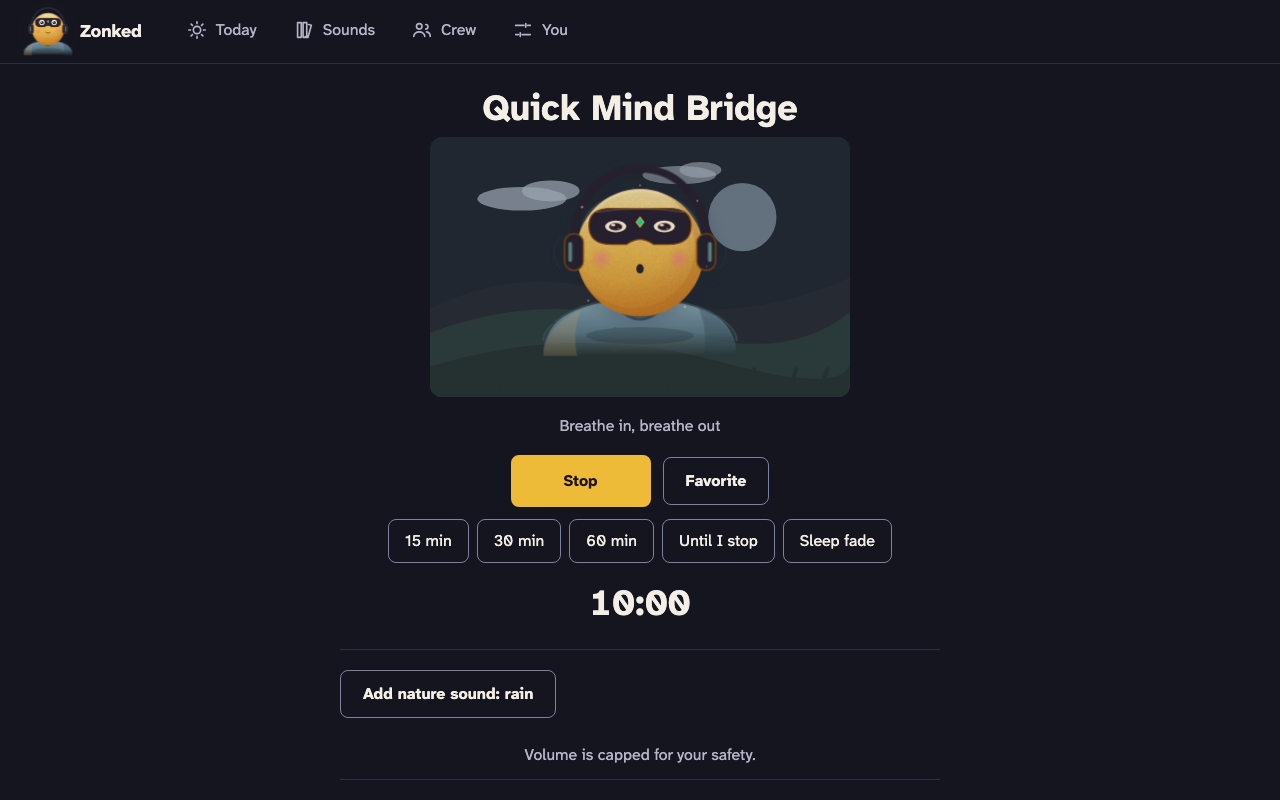 Zonked
Today
Sounds
Crew
You
Quick Mind Bridge
Breathe in, breathe out
Stop
Favorite
15 min
30 min
60 min
Until I stop
Sleep fade
10:00
Add nature sound: rain
Volume is capped for your safety.